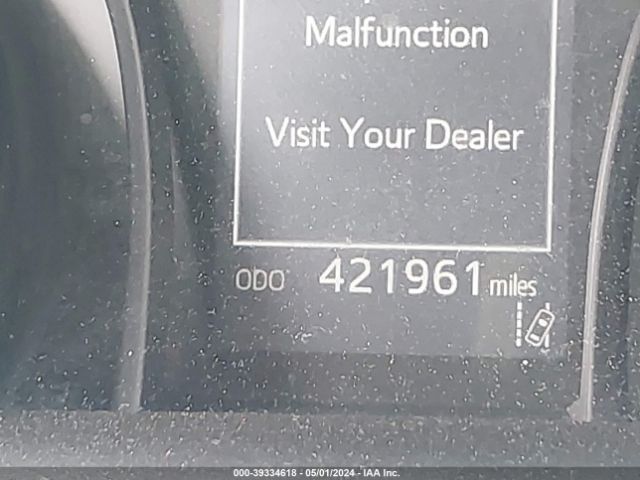 Malfunction
Visit Your Dealer
ODO 421961 miles
000-39334618 - 05/01/2024 - IAA Inc.